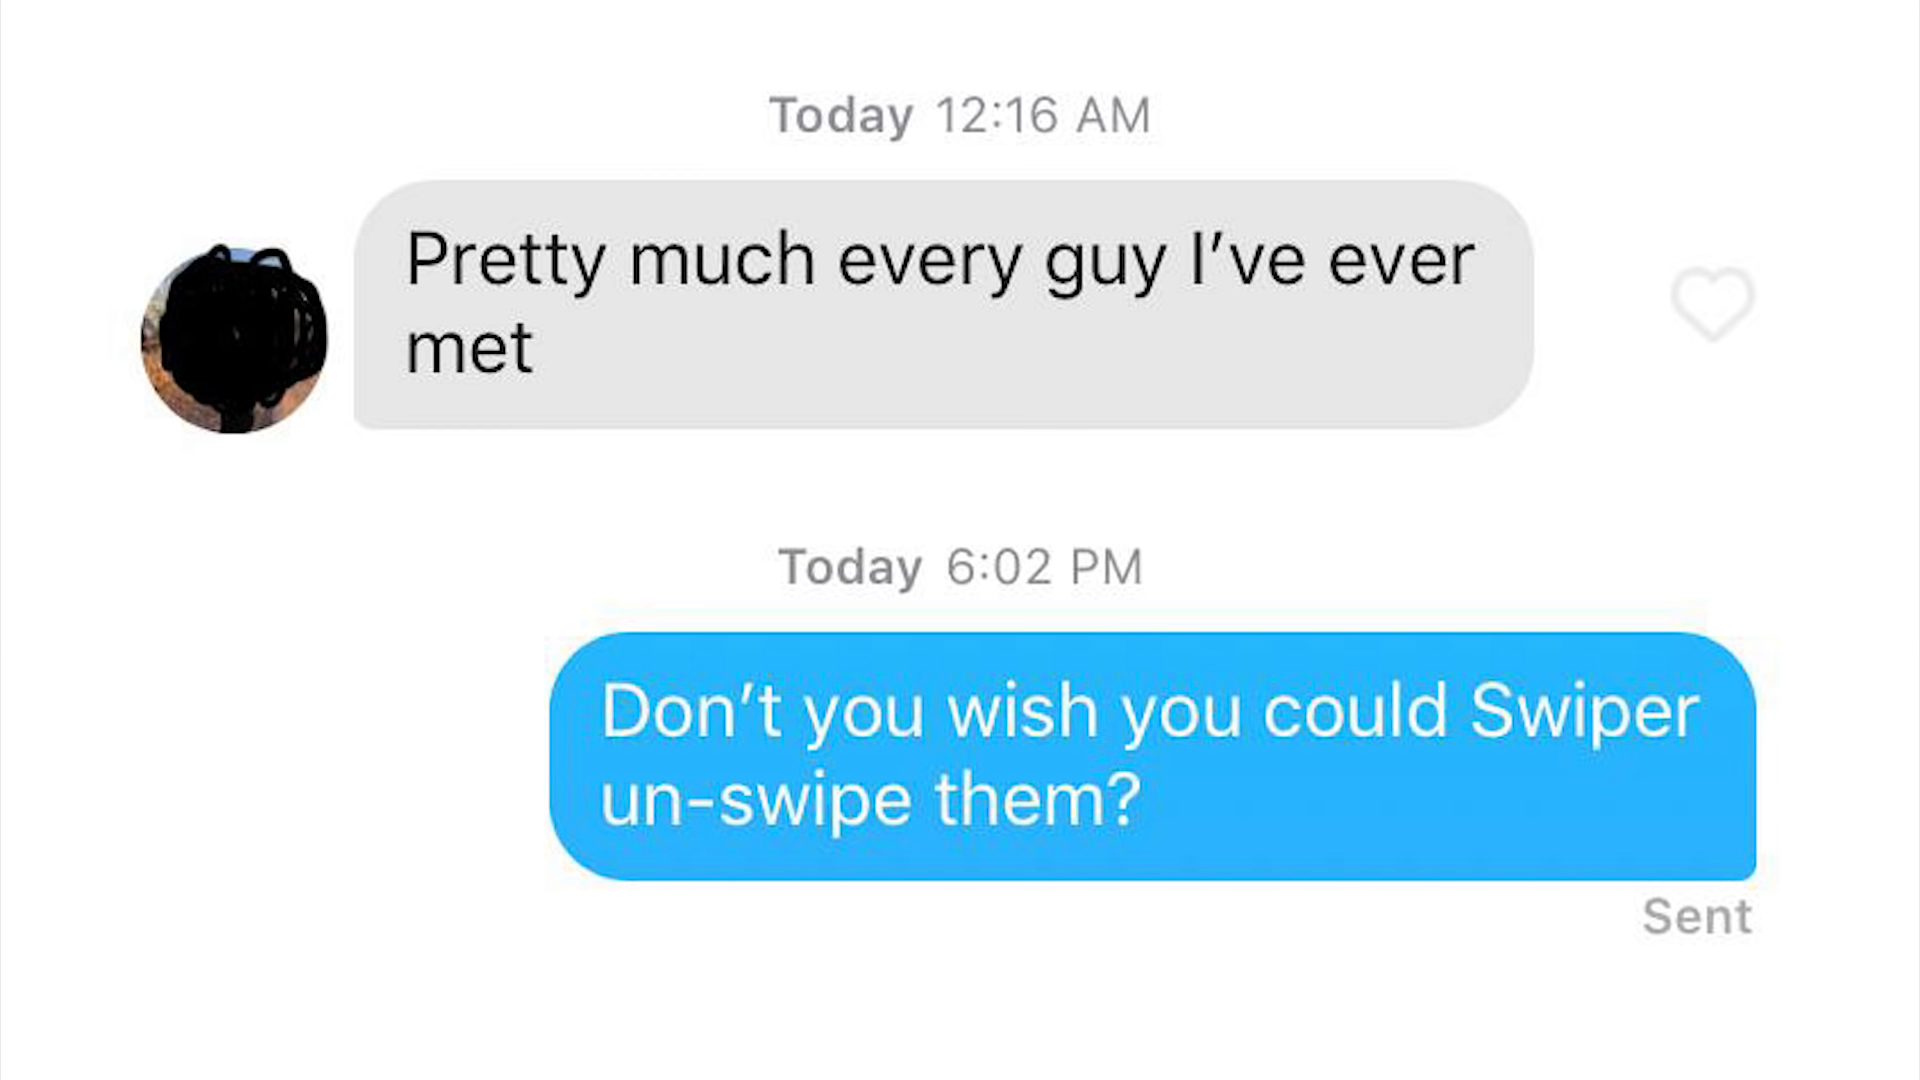 Today 12:16 AM
Pretty much every guy I’ve ever
met
Today 6:02 PM
Don’t you wish you could Swiper
un-swipe them?
Sent